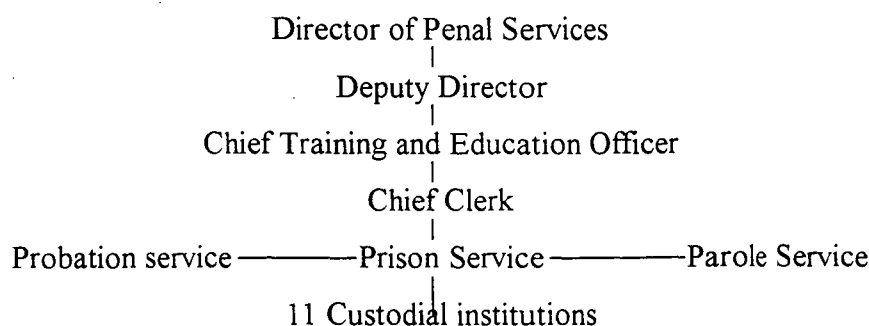 Director of Penal Services
Deputy Director
Chief Training and Education Officer
Chief Clerk
Probation service Prison Service Parole Service
11 Custodial institutions